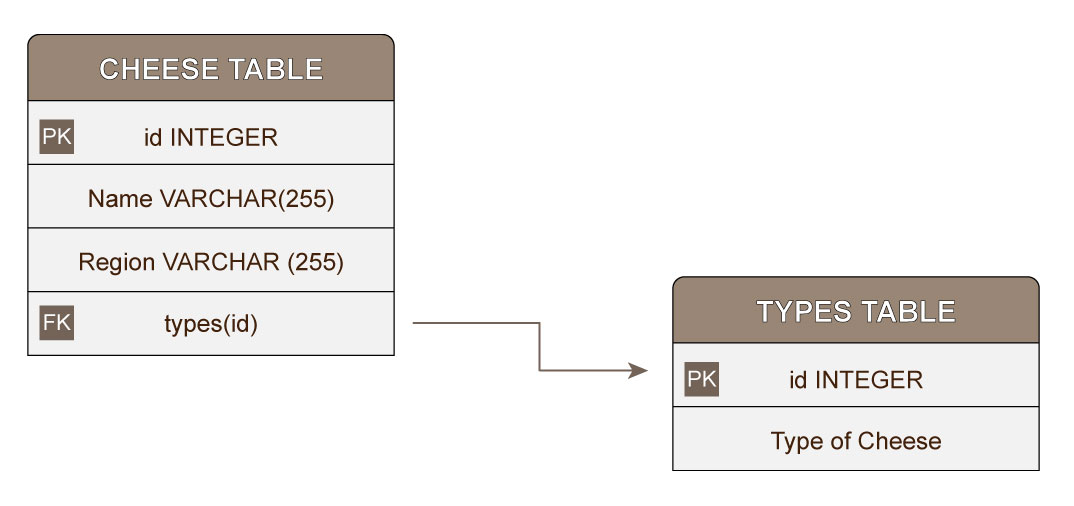 CHEESE TABLE
PK id INTEGER
Name VARCHAR(255)
Region VARCHAR (255)
FK types(id)
TYPES TABLE
PK id INTEGER
Type of Cheese